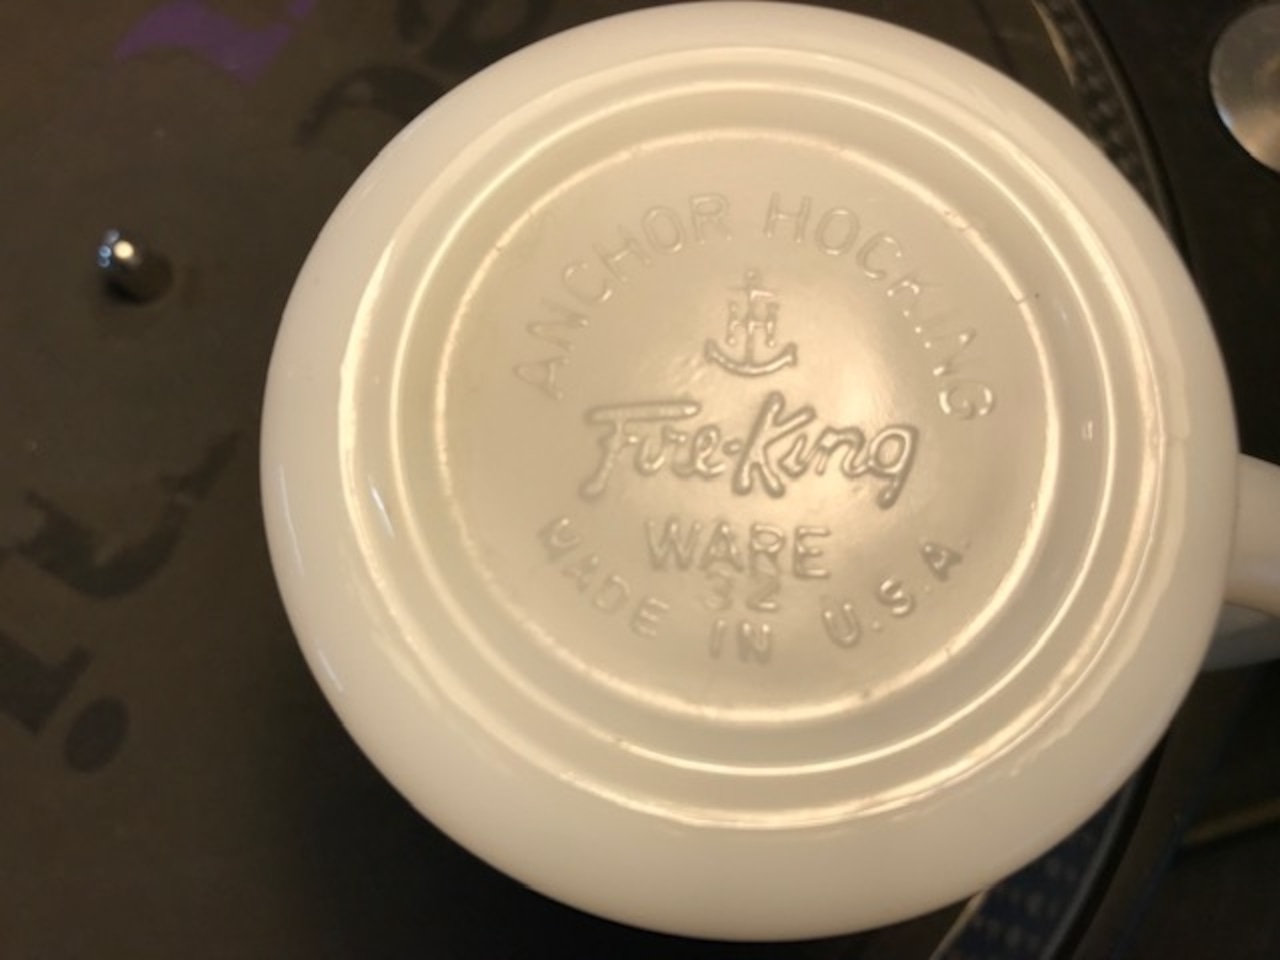 ANCHOR HOCKING
H
Fire-King
WARE
32
MADE IN U.S.A.